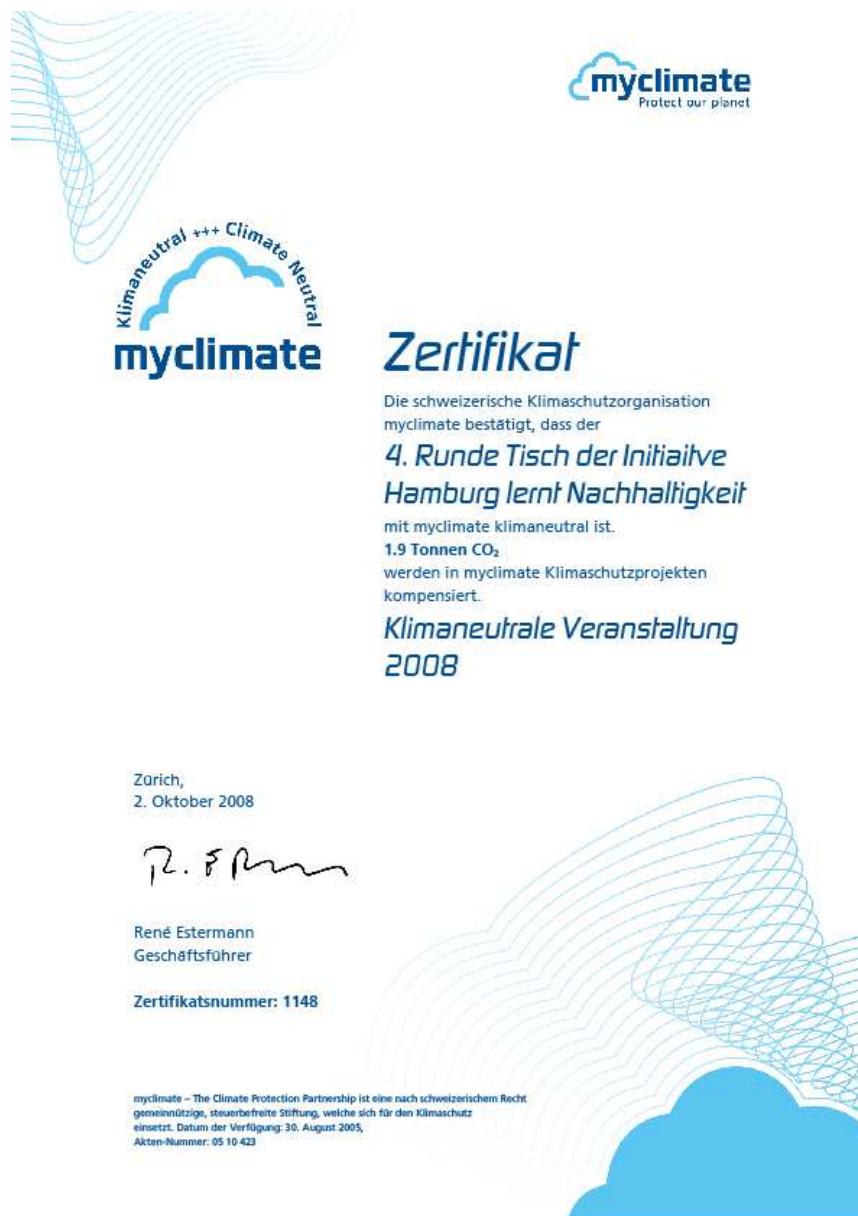 myclimate
Protect our planet
Klimaneutral +++ Climate Neutral
myclimate
Zertifikat
Die schweizerische Klimaschutzorganisation
myclimate bestätigt, dass der
4. Runde Tisch der Initiaitve
Hamburg lernt Nachhaltigkeit
mit myclimate klimaneutral ist.
1.9 Tonnen CO₂
werden in myclimate Klimaschutzprojekten
kompensiert.
Klimaneutrale Veranstaltung
2008
Zürich,
2. Oktober 2008
René Estermann
Geschäftsführer
Zertifikatsnummer: 1148
myclimate – The Climate Protection Partnership ist eine nach schweizerischem Recht
gemeinnützige, steuerbefreite Stiftung, welche sich für den Klimaschutz
einsetzt. Datum der Verfügung: 30. August 2005,
Akten-Nummer: 05 10 423